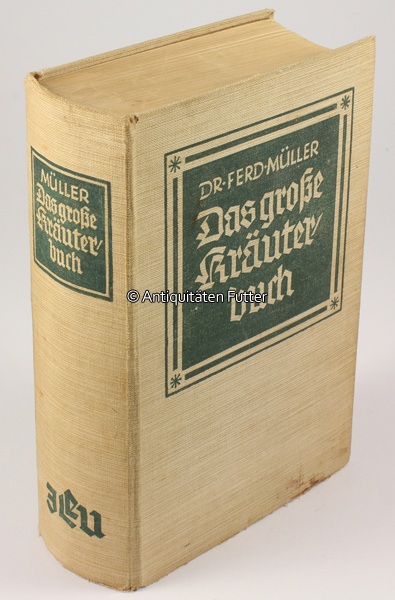 MÜLLER
Das große
Kräuter/
buch
DR·FERD·MÜLLER
Das große
Kräuter/
buch
© Antiquitäten Futter